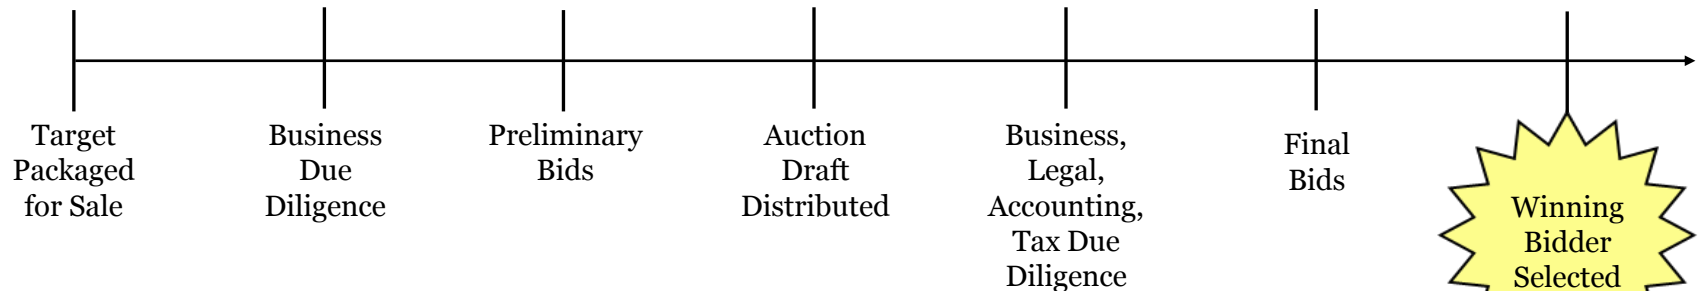 Target
Packaged
for Sale
Business
Due
Diligence
Preliminary
Bids
Auction
Draft
Distributed
Business,
Legal,
Accounting,
Tax Due
Diligence
Final
Bids
Winning
Bidder
Selected